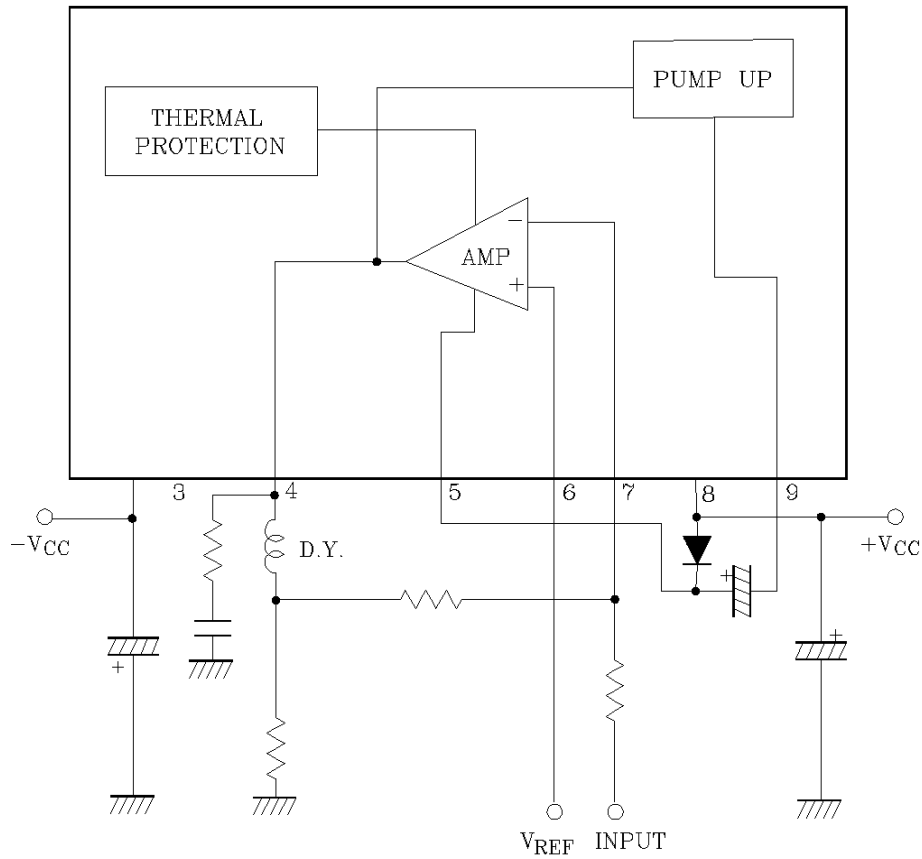 PUMP UP
THERMAL
PROTECTION
−
AMP
+
3 4 5 6 7 8 9
−VCC
+VCC
D.Y.
+
+
+
VREF INPUT